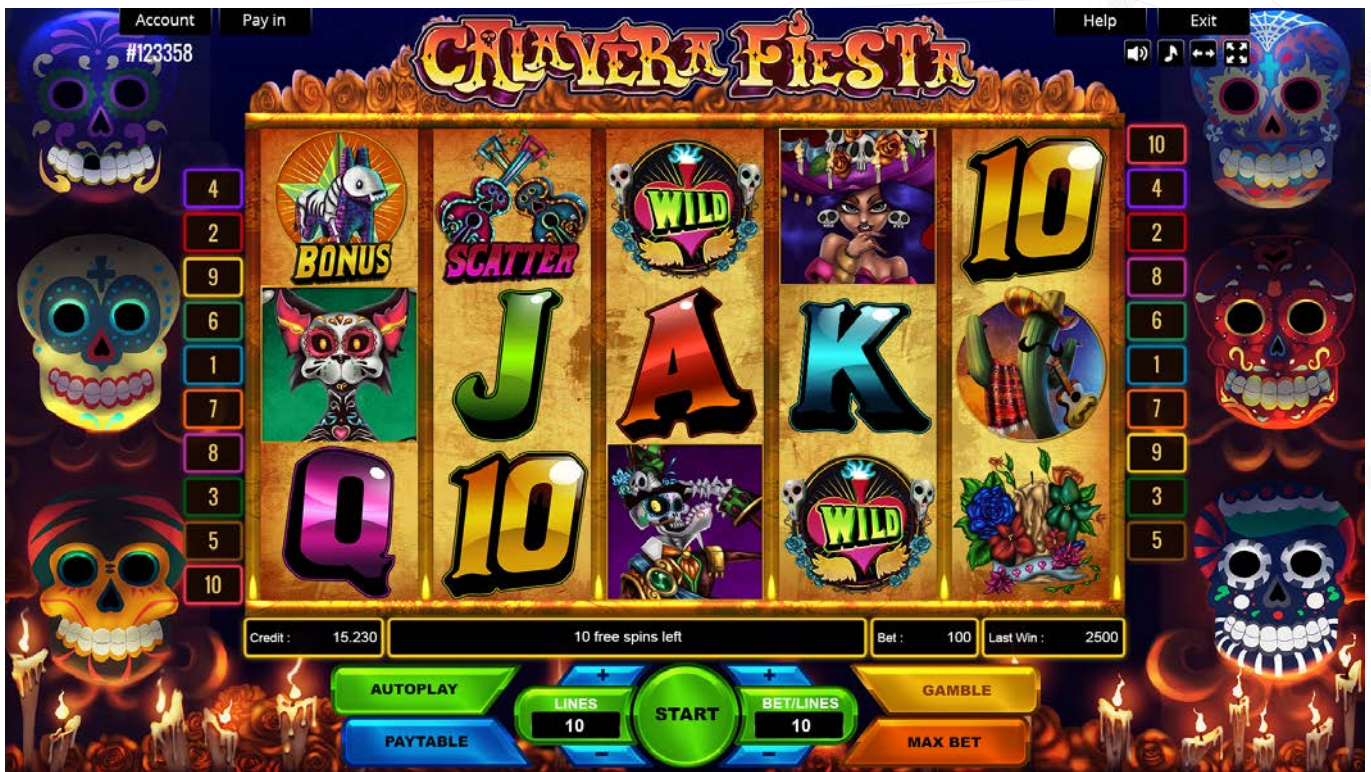 Account
Pay in
Help
Exit
#123358
CALAVERA FIESTA
BONUS
SCATTER
WILD
10
J
A
K
Q
10
WILD
4
2
9
6
1
7
8
3
5
10
10
4
2
8
6
1
7
9
3
5
Credit : 15.230
10 free spins left
Bet : 100
Last Win : 2500
AUTOPLAY
PAYTABLE
+
LINES
10
−
START
+
BET/LINES
10
−
GAMBLE
MAX BET